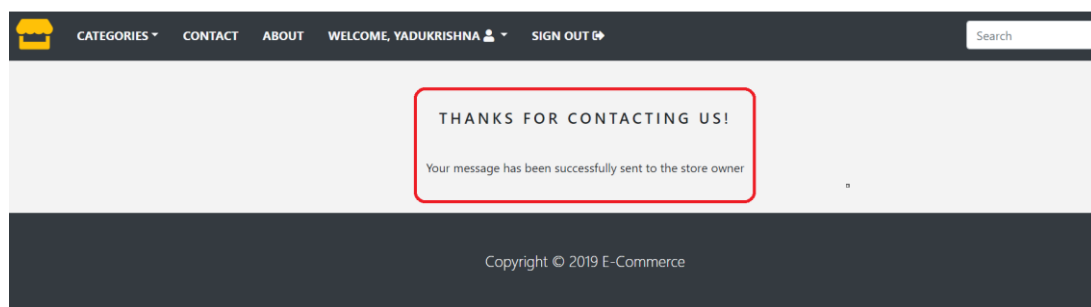 CATEGORIES CONTACT ABOUT WELCOME, YADUKRISHNA SIGN OUT Search
THANKS FOR CONTACTING US!
Your message has been successfully sent to the store owner
Copyright © 2019 E-Commerce